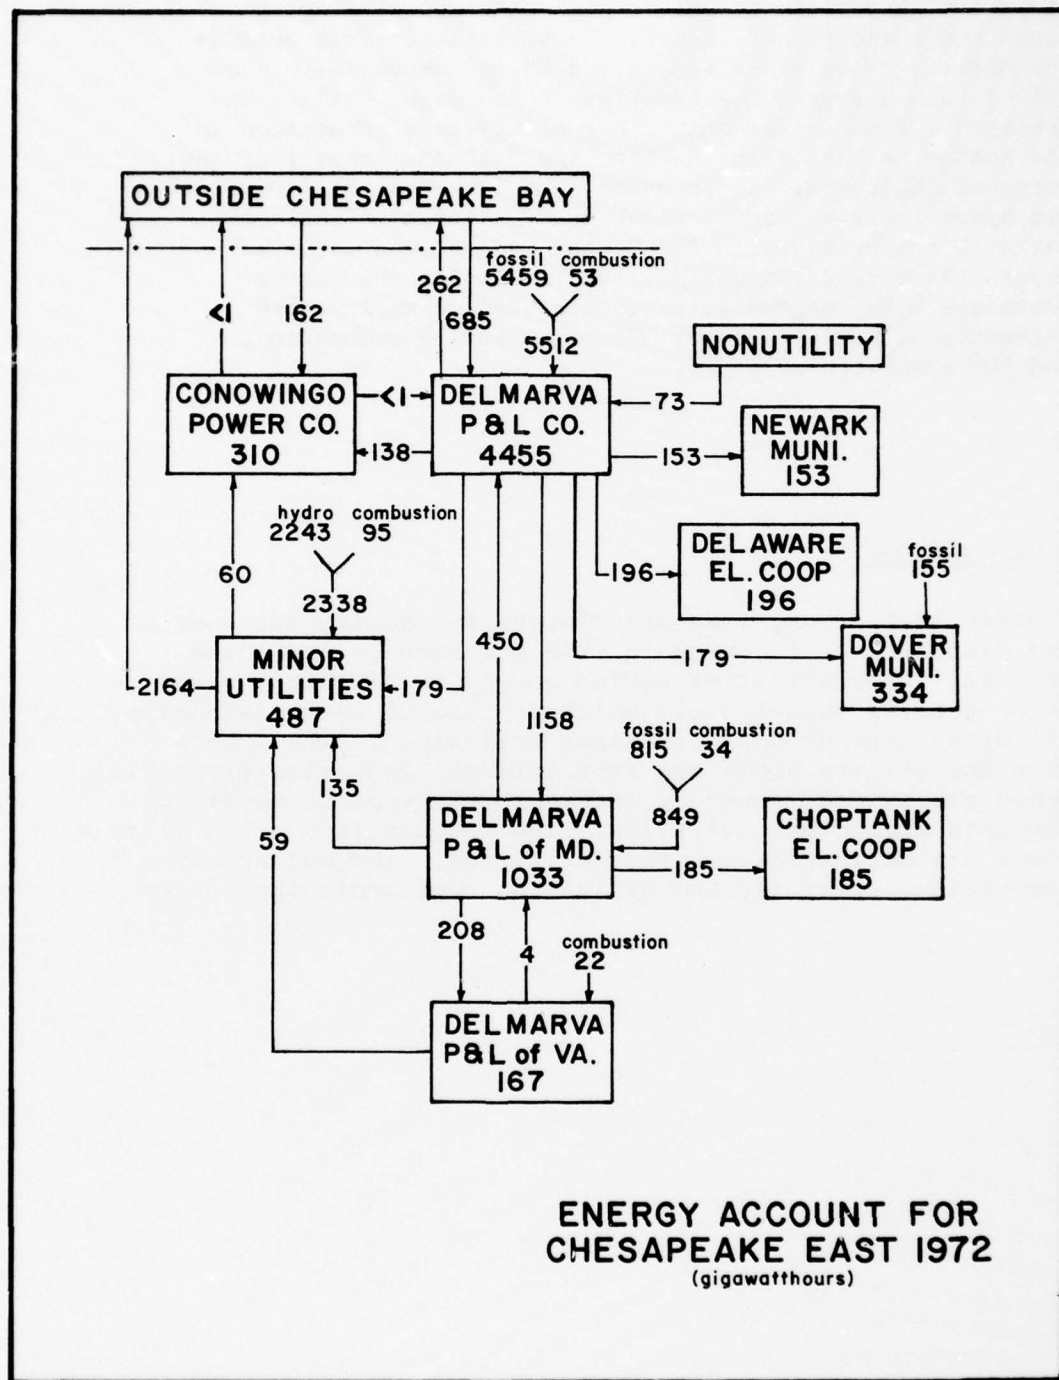 OUTSIDE CHESAPEAKE BAY
<1
162
262
685
fossil combustion
5459 53
5512
NONUTILITY
CONOWINGO
POWER CO.
310
<1
138
DELMARVA
P & L CO.
4455
73
153
NEWARK
MUNI.
153
hydro combustion
2243 95
2338
60
DELAWARE
EL. COOP
196
196
fossil
155
450
MINOR
UTILITIES
487
2164
179
179
DOVER
MUNI.
334
1158
fossil combustion
815 34
849
135
59
DELMARVA
P & L of MD.
1033
185
CHOPTANK
EL. COOP
185
208
4
combustion
22
DELMARVA
P & L of VA.
167
ENERGY ACCOUNT FOR
CHESAPEAKE EAST 1972
(gigawatthours)